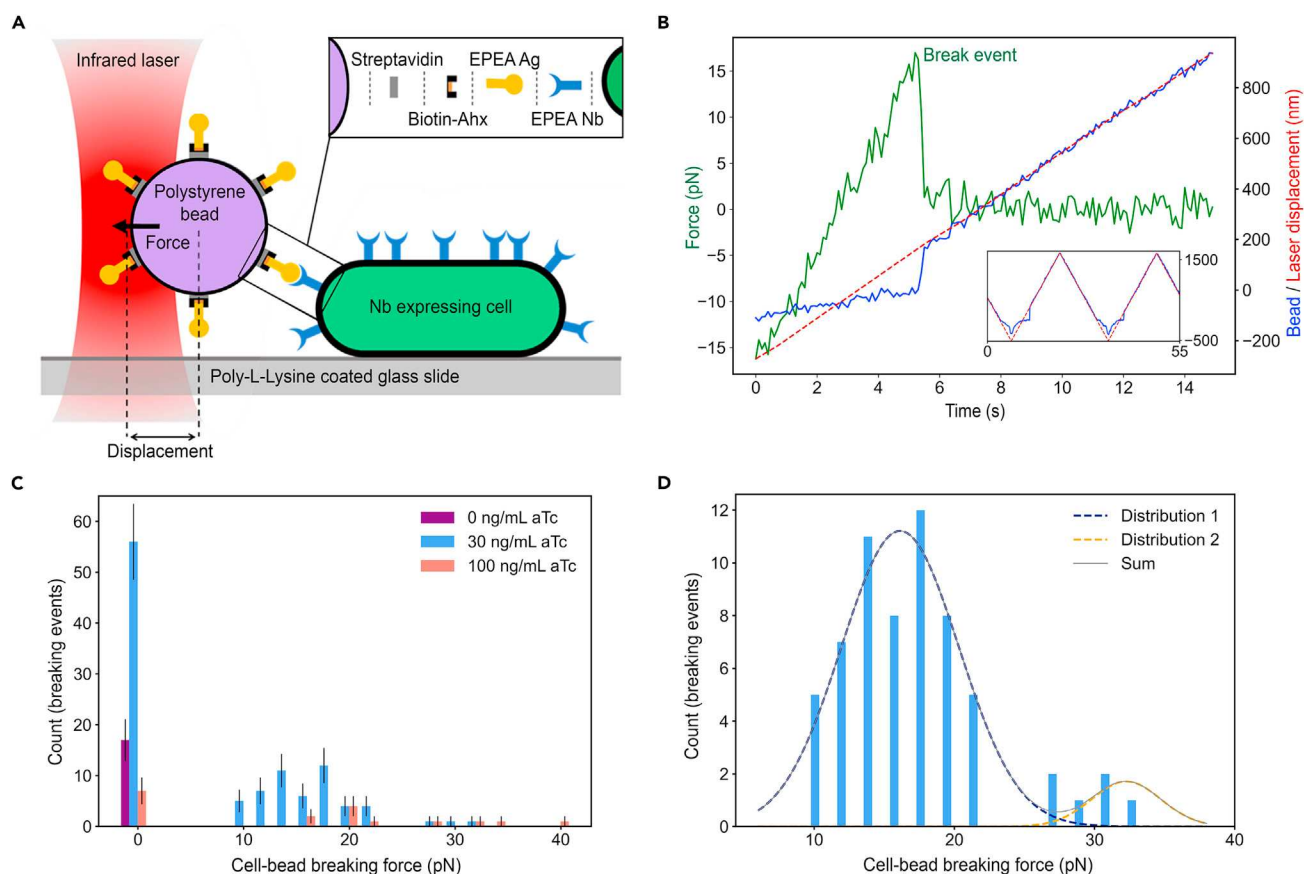 A
Infrared laser
Streptavidin
EPEA Ag
Biotin-Ahx
EPEA Nb
Polystyrene
bead
Force
Nb expressing cell
Poly-L-Lysine coated glass slide
Displacement
B
Break event
Force (pN)
15
10
5
0
−5
−10
−15
0
2
4
6
8
10
12
14
Time (s)
800
600
400
200
0
−200
Bead / Laser displacement (nm)
1500
−500
0
55
C
0 ng/mL aTc
30 ng/mL aTc
100 ng/mL aTc
Count (breaking events)
60
50
40
30
20
10
0
0
10
20
30
40
Cell-bead breaking force (pN)
D
Distribution 1
Distribution 2
Sum
Count (breaking events)
12
10
8
6
4
2
0
10
20
30
40
Cell-bead breaking force (pN)